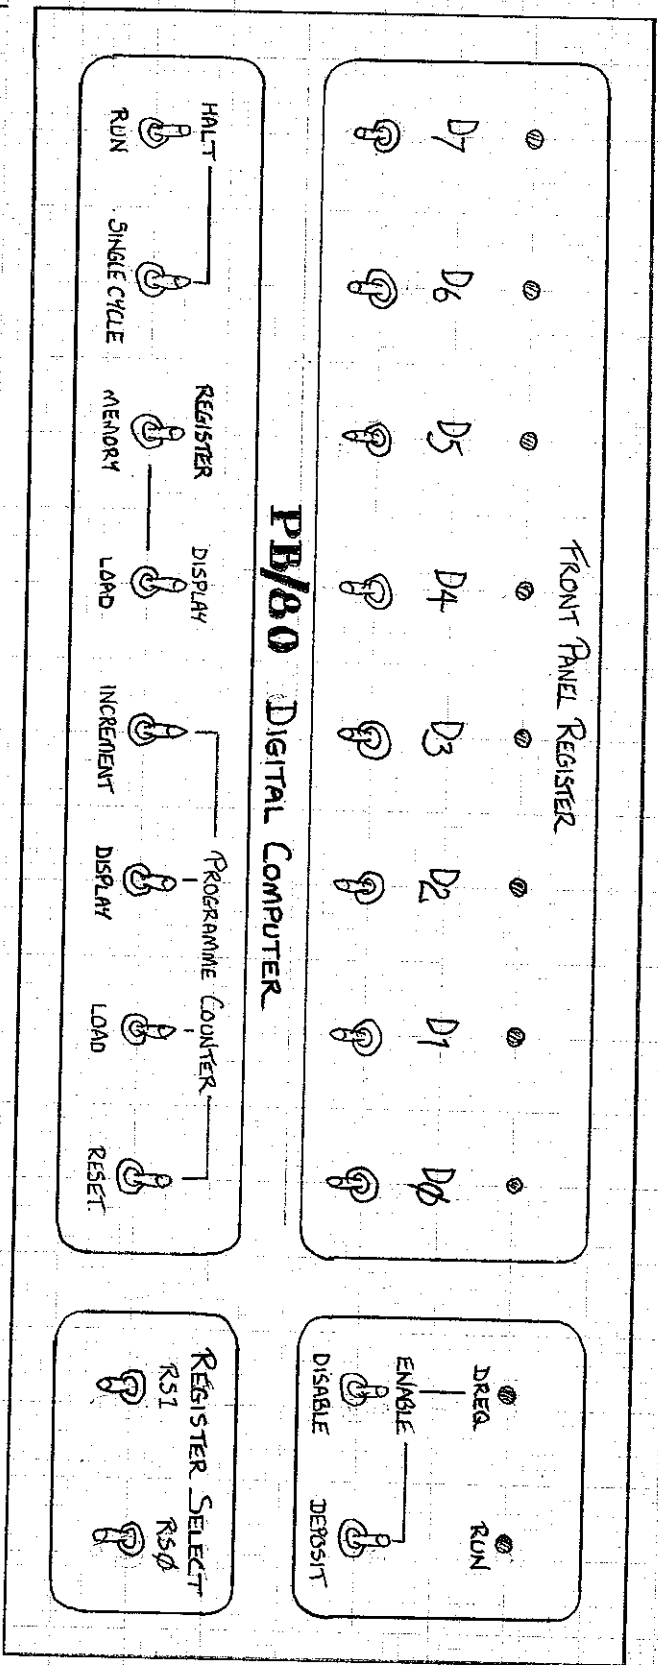 FRONT PANEL REGISTER
D7 D6 D5 D4 D3 D2 D1 DØ
DREQ RUN
ENABLE
DISABLE DEPOSIT
PB/80 DIGITAL COMPUTER
HALT
RUN SINGLE CYCLE
REGISTER DISPLAY
MEMORY LOAD
PROGRAMME COUNTER
INCREMENT DISPLAY LOAD RESET
REGISTER SELECT
RS1 RSØ